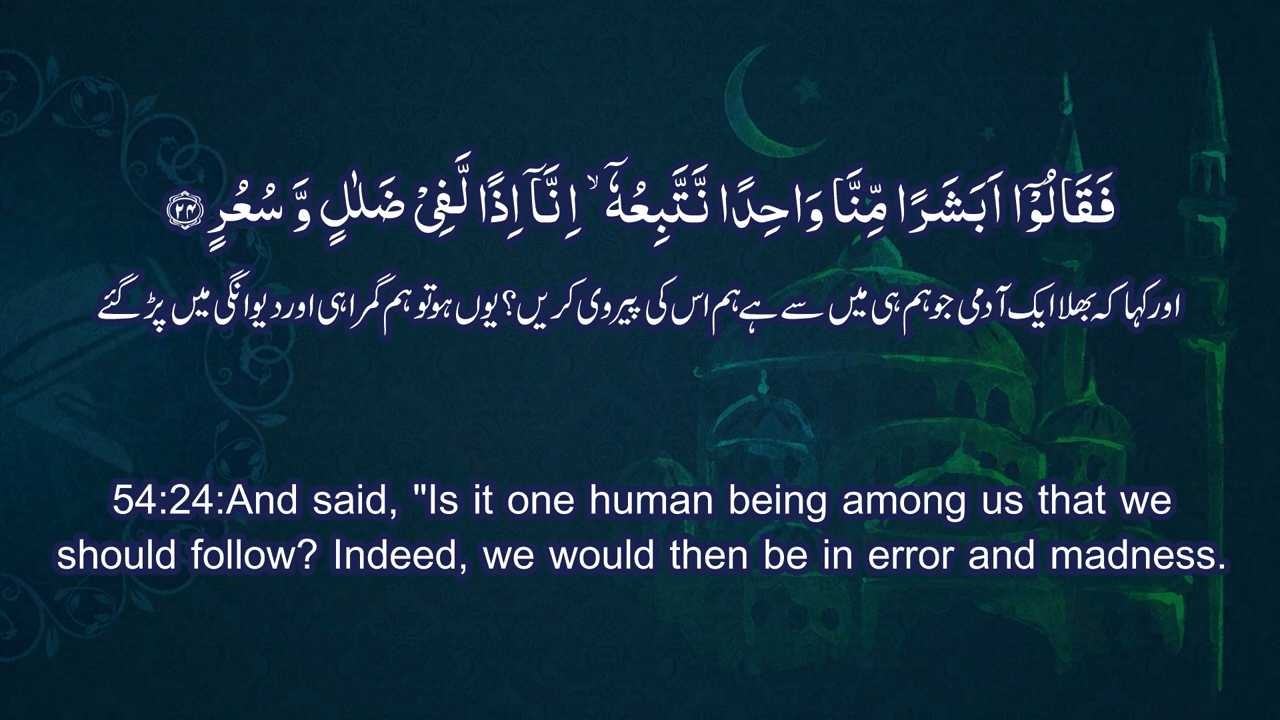 فَقَالُوْۤا اَبَشَرًا مِّنَّا وَاحِدًا نَّتَّبِعُهٗۤ ۙ اِنَّاۤ اِذًا لَّفِیْ ضَلٰلٍ وَّ سُعُرٍ ۝۲۴
اور کہا کہ بھلا ایک آدمی جو ہم ہی میں سے ہے ہم اس کی پیروی کریں؟ یوں ہو تو ہم گمراہی اور دیوانگی میں پڑ گئے
54:24:And said, "Is it one human being among us that we
should follow? Indeed, we would then be in error and madness.